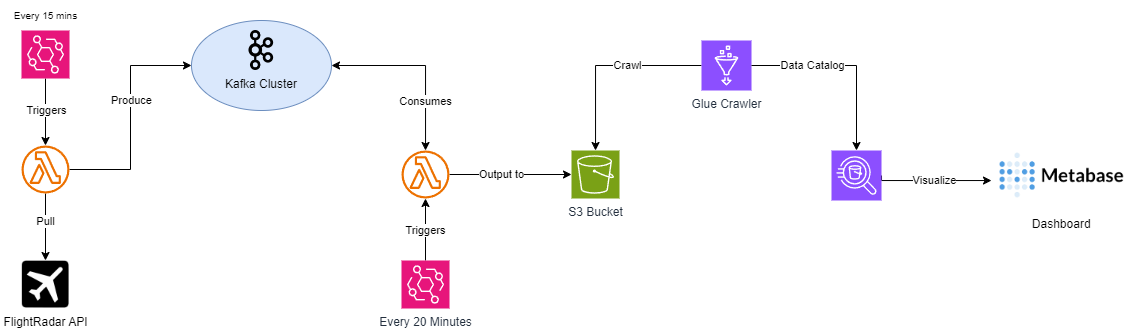 Every 15 mins
Triggers
Produce
Kafka Cluster
Pull
FlightRadar API
Consumes
Triggers
Every 20 Minutes
Output to
S3 Bucket
Crawl
Glue Crawler
Data Catalog
Visualize
Metabase
Dashboard